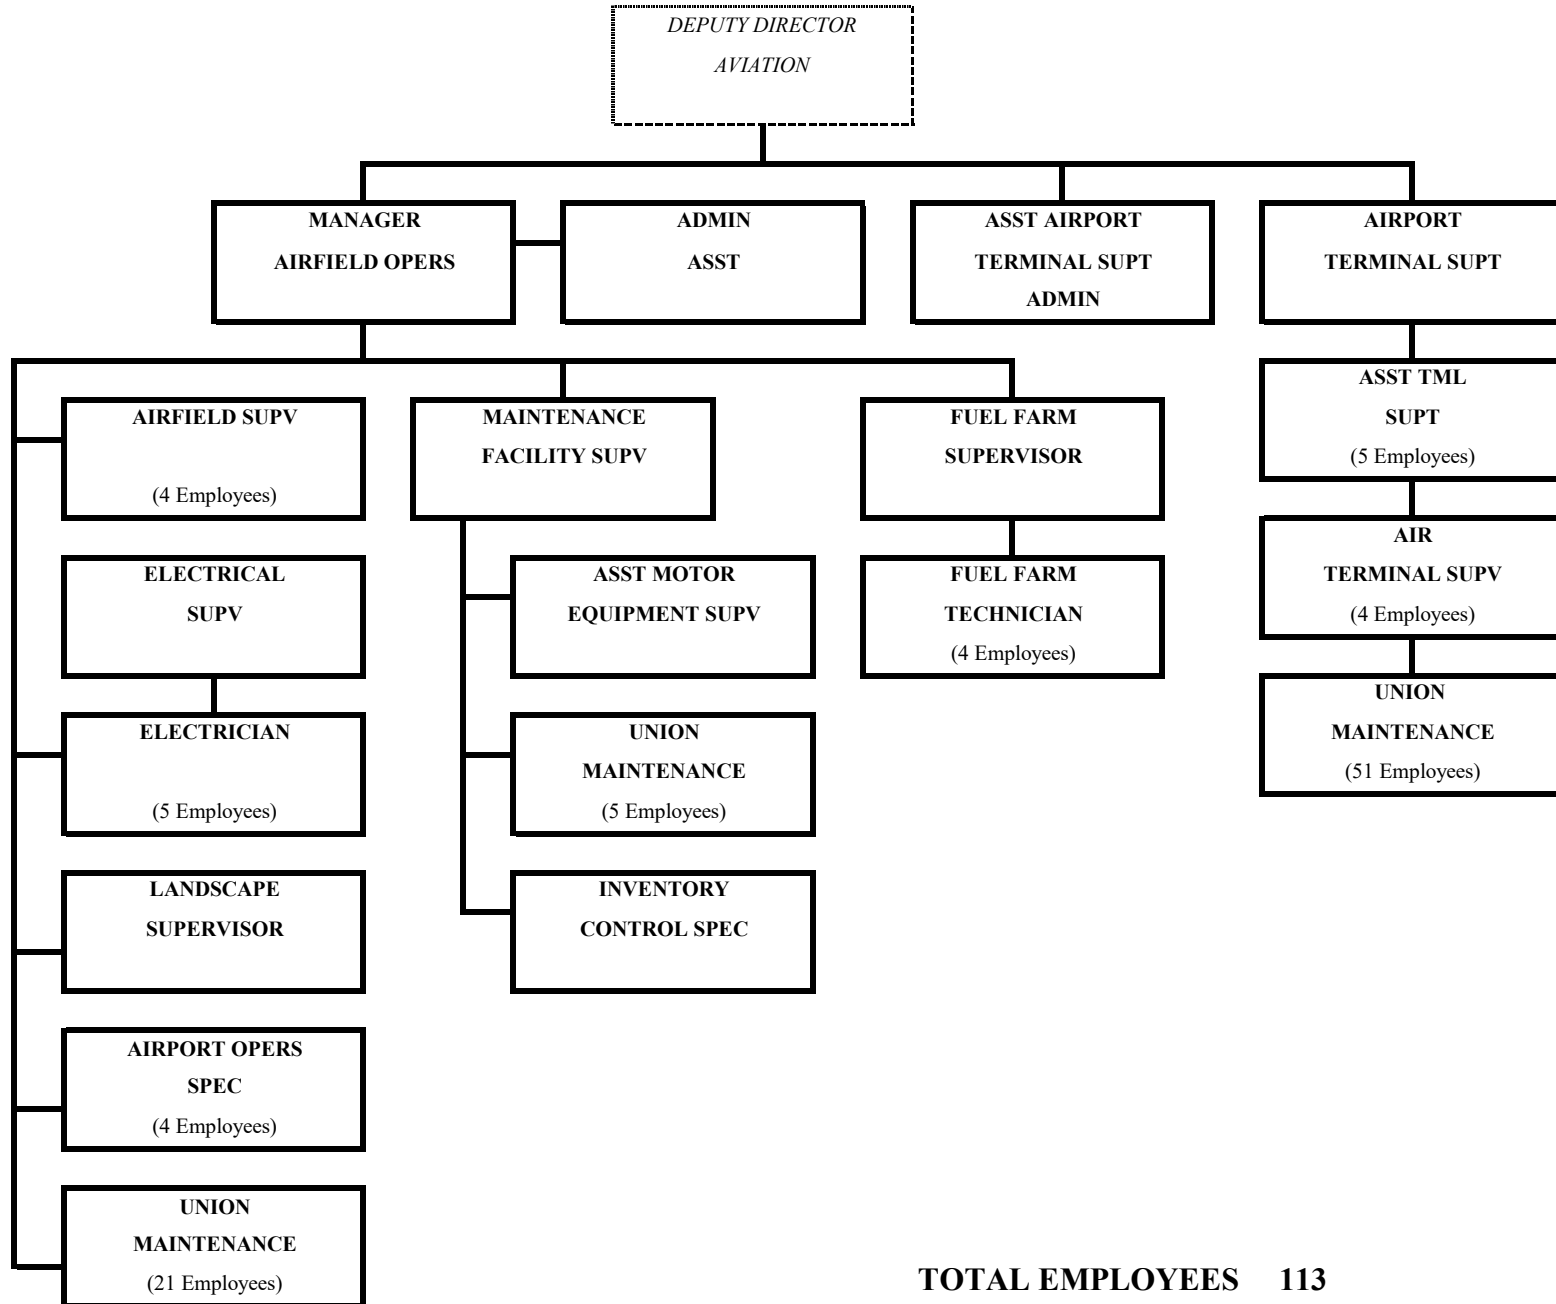 DEPUTY DIRECTOR
AVIATION
MANAGER
AIRFIELD OPERS
ADMIN
ASST
ASST AIRPORT
TERMINAL SUPT
ADMIN
AIRPORT
TERMINAL SUPT
AIRFIELD SUPV
(4 Employees)
MAINTENANCE
FACILITY SUPV
FUEL FARM
SUPERVISOR
ASST TML
SUPT
(5 Employees)
ELECTRICAL
SUPV
ASST MOTOR
EQUIPMENT SUPV
FUEL FARM
TECHNICIAN
(4 Employees)
AIR
TERMINAL SUPV
(4 Employees)
ELECTRICIAN
(5 Employees)
UNION
MAINTENANCE
(5 Employees)
UNION
MAINTENANCE
(51 Employees)
LANDSCAPE
SUPERVISOR
INVENTORY
CONTROL SPEC
AIRPORT OPERS
SPEC
(4 Employees)
UNION
MAINTENANCE
(21 Employees)
TOTAL EMPLOYEES 113